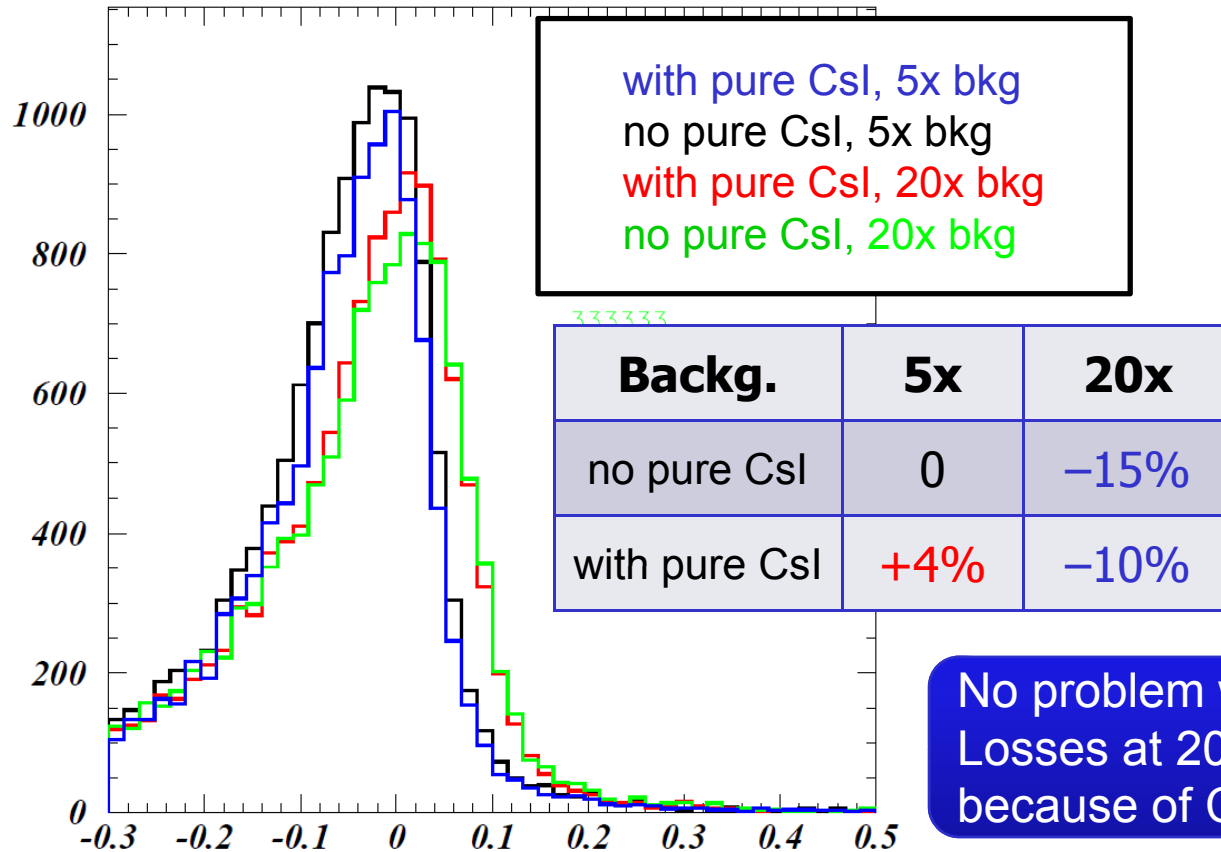 with pure CsI, 5x bkg
no pure CsI, 5x bkg
with pure CsI, 20x bkg
no pure CsI, 20x bkg
1000
800
600
400
200
0
-0.3 -0.2 -0.1 0 0.1 0.2 0.3 0.4 0.5
333333
Backg. 5x 20x
no pure CsI 0 –15%
with pure CsI +4% –10%
No problem
Losses at 20
because of